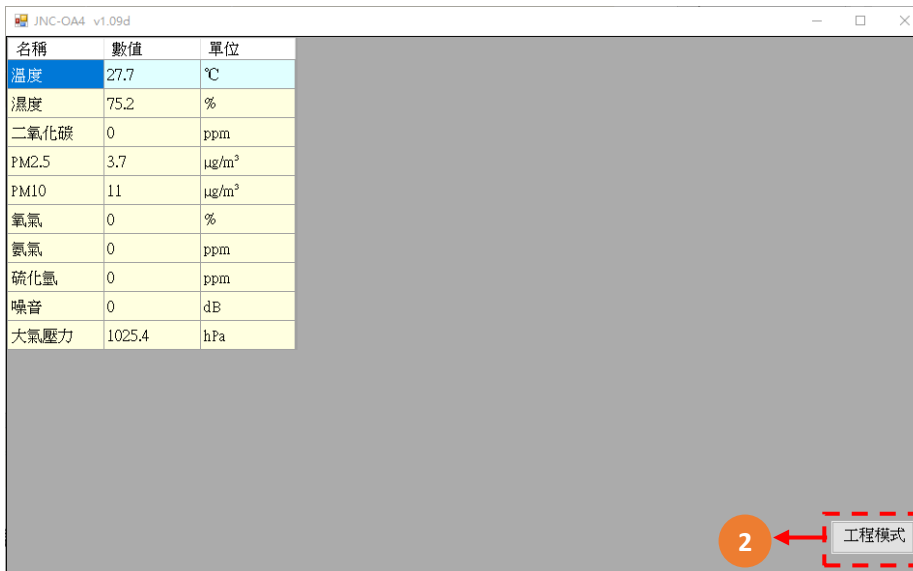 JNC-OA4 v1.09d
名稱 數值 單位
溫度 27.7 ℃
濕度 75.2 %
二氧化碳 0 ppm
PM2.5 3.7 μg/m³
PM10 11 μg/m³
氧氣 0 %
氨氣 0 ppm
硫化氫 0 ppm
噪音 0 dB
大氣壓力 1025.4 hPa
2 工程模式